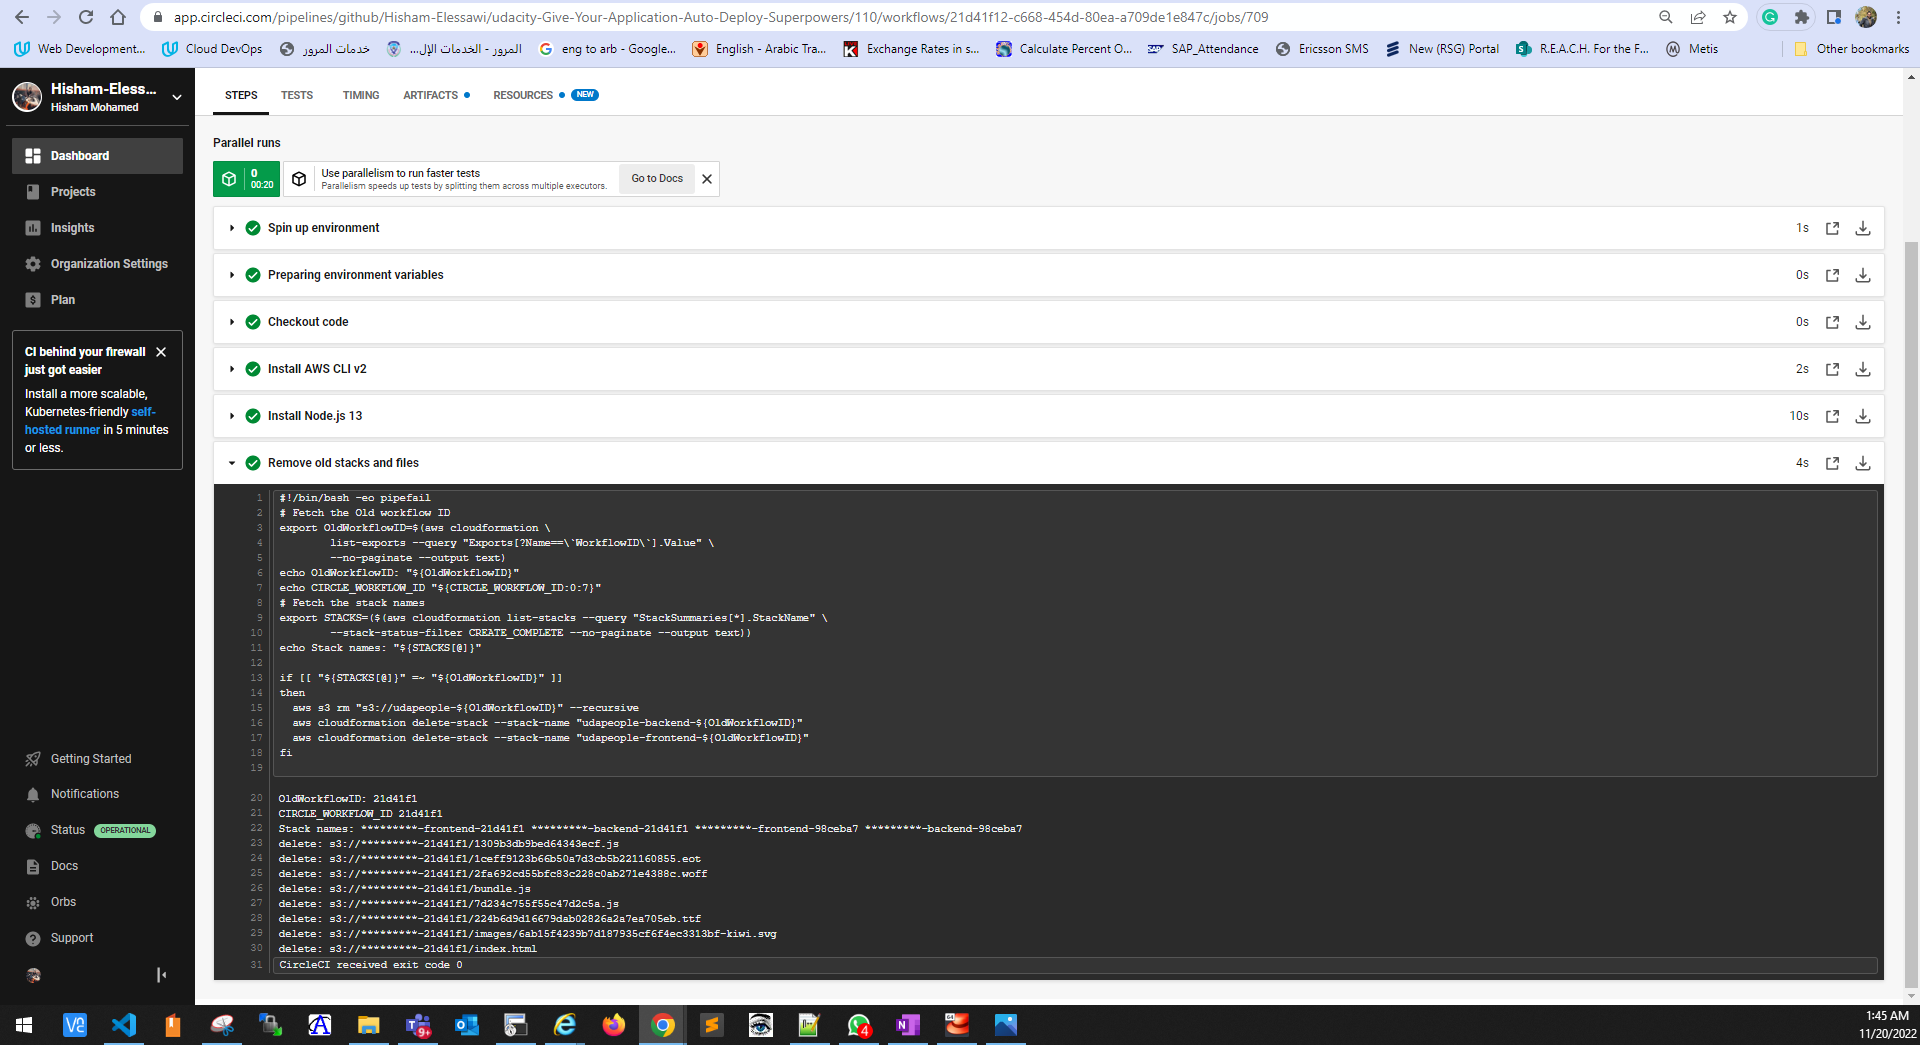 app.circleci.com/pipelines/github/Hisham-Elessawi/udacity-Give-Your-Application-Auto-Deploy-Superpowers/110/workflows/21d41f12-c668-454d-80ea-a709de1e847c/jobs/709
Web Development... Cloud DevOps خدمات المرور المرور - الخدمات الإل... eng to arb - Google... English - Arabic Tra... Exchange Rates in s... Calculate Percent O... SAP_Attendance Ericsson SMS New (RSG) Portal R.E.A.C.H. For the F... Metis Other bookmarks
Hisham-Eless...
Hisham Mohamed
Dashboard
Projects
Insights
Organization Settings
Plan
CI behind your firewall
just got easier
Install a more scalable,
Kubernetes-friendly self-
hosted runner in 5 minutes
or less.
Getting Started
Notifications
Status OPERATIONAL
Docs
Orbs
Support
STEPS TESTS TIMING ARTIFACTS RESOURCES NEW
Parallel runs
0
00:20
Use parallelism to run faster tests
Parallelism speeds up tests by splitting them across multiple executors.
Go to Docs
Spin up environment 1s
Preparing environment variables 0s
Checkout code 0s
Install AWS CLI v2 2s
Install Node.js 13 10s
Remove old stacks and files 4s
1 #!/bin/bash -eo pipefail
2 # Fetch the Old workflow ID
3 export OldWorkflowID=$(aws cloudformation \
4 list-exports --query "Exports[?Name==\`WorkflowID\`].Value" \
5 --no-paginate --output text)
6 echo OldWorkflowID: "${OldWorkflowID}"
7 echo CIRCLE_WORKFLOW_ID "${CIRCLE_WORKFLOW_ID:0:7}"
8 # Fetch the stack names
9 export STACKS=($(aws cloudformation list-stacks --query "StackSummaries[*].StackName" \
10 --stack-status-filter CREATE_COMPLETE --no-paginate --output text))
11 echo Stack names: "${STACKS[@]}"
12
13 if [[ "${STACKS[@]}" =~ "${OldWorkflowID}" ]]
14 then
15 aws s3 rm "s3://udapeople-${OldWorkflowID}" --recursive
16 aws cloudformation delete-stack --stack-name "udapeople-backend-${OldWorkflowID}"
17 aws cloudformation delete-stack --stack-name "udapeople-frontend-${OldWorkflowID}"
18 fi
19
20 OldWorkflowID: 21d41f1
21 CIRCLE_WORKFLOW_ID 21d41f1
22 Stack names: *********-frontend-21d41f1 *********-backend-21d41f1 *********-frontend-98ceba7 *********-backend-98ceba7
23 delete: s3://*********-21d41f1/1309b3db9bed64343ecf.js
24 delete: s3://*********-21d41f1/1ceff9123b66b50a7d3cb5b221160855.eot
25 delete: s3://*********-21d41f1/2fa692cd55bfc83c228c0ab271e4388c.woff
26 delete: s3://*********-21d41f1/bundle.js
27 delete: s3://*********-21d41f1/7d234c755f55c47d2c5a.js
28 delete: s3://*********-21d41f1/224b6d9d16679dab02826a2a7ea705eb.ttf
29 delete: s3://*********-21d41f1/images/6ab15f4239b7d187935cf6f4ec3313bf-kiwi.svg
30 delete: s3://*********-21d41f1/index.html
31 CircleCI received exit code 0
1:45 AM
11/20/2022